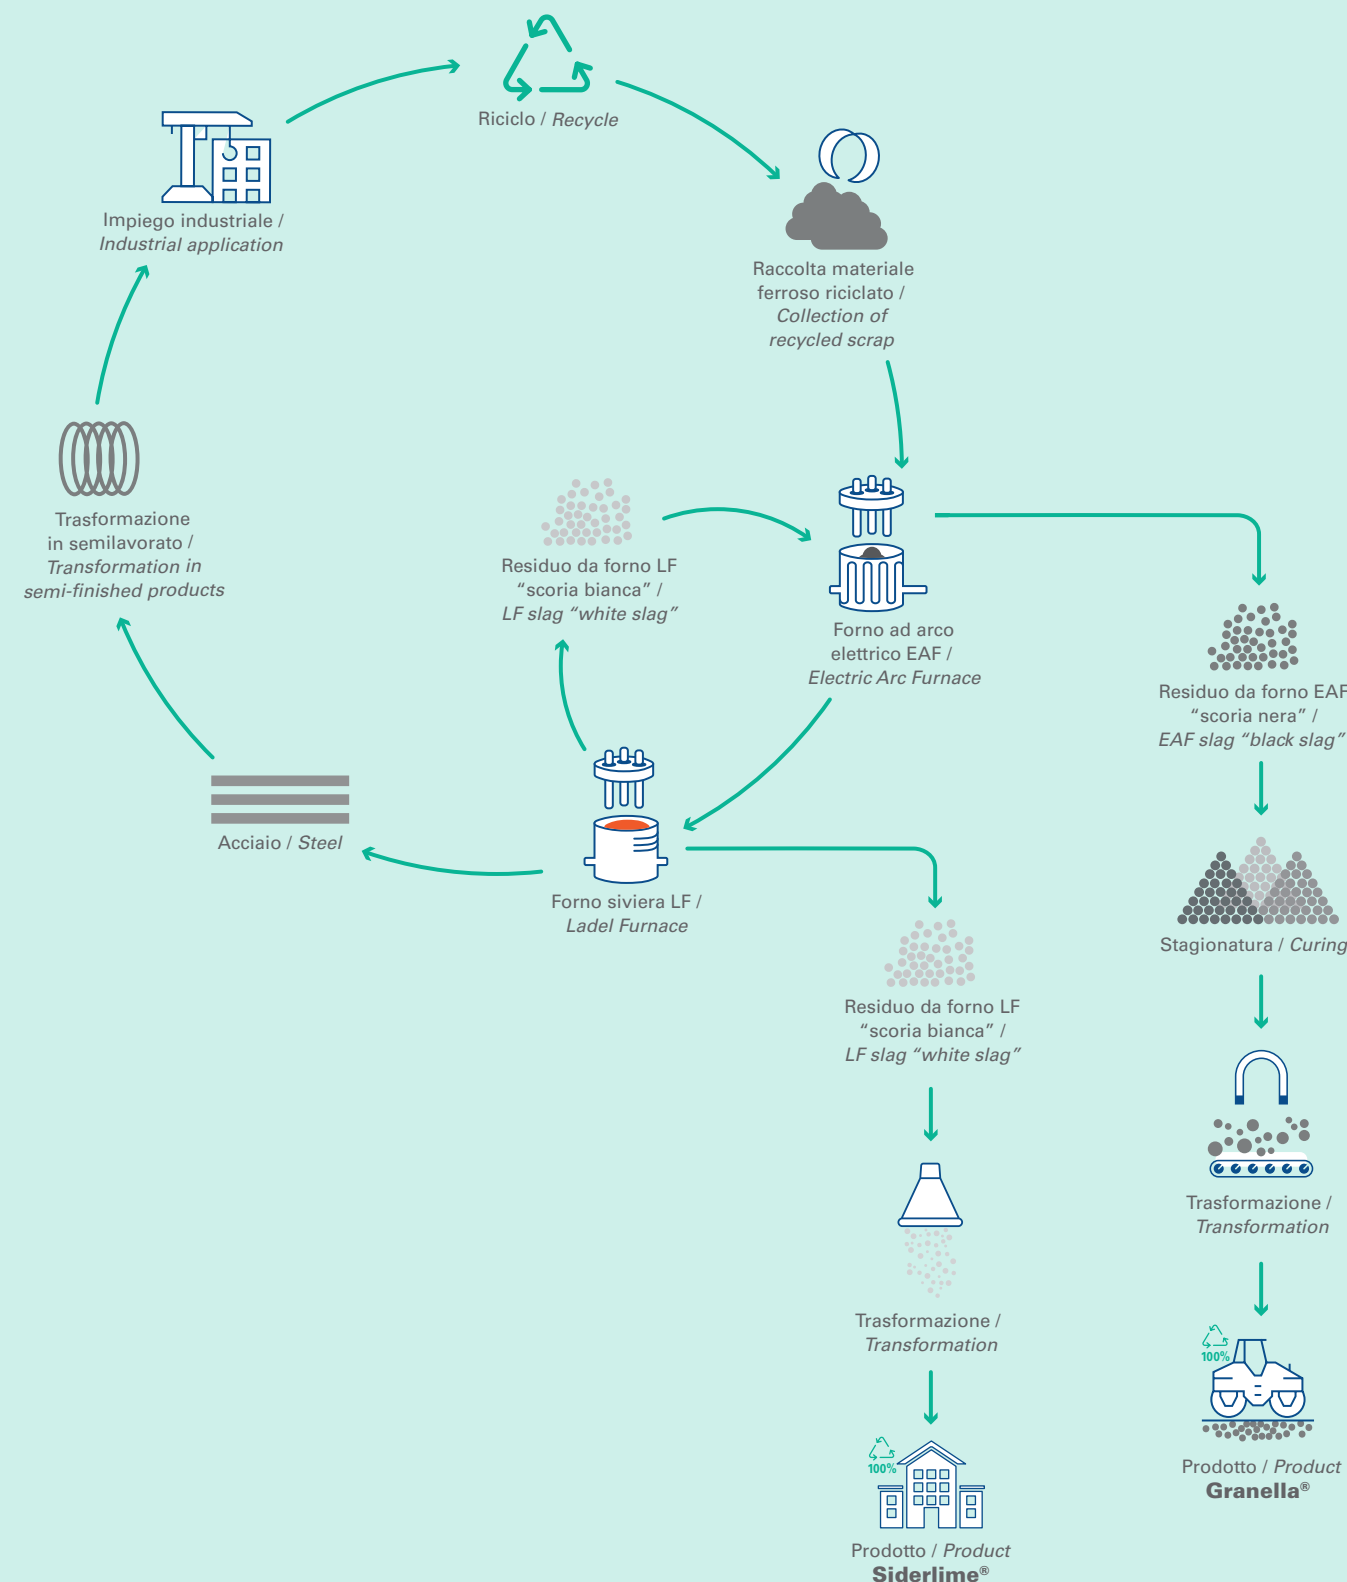 Riciclo / Recycle
Impiego industriale /
Industrial application
Raccolta materiale
ferroso riciclato /
Collection of
recycled scrap
Trasformazione
in semilavorato /
Transformation in
semi-finished products
Residuo da forno LF
“scoria bianca” /
LF slag “white slag”
Forno ad arco
elettrico EAF /
Electric Arc Furnace
Residuo da forno EAF
“scoria nera” /
EAF slag “black slag”
Acciaio / Steel
Forno siviera LF /
Ladel Furnace
Stagionatura / Curing
Residuo da forno LF
“scoria bianca” /
LF slag “white slag”
Trasformazione /
Transformation
Trasformazione /
Transformation
100%
Prodotto / Product
Granella®
100%
Prodotto / Product
Siderlime®